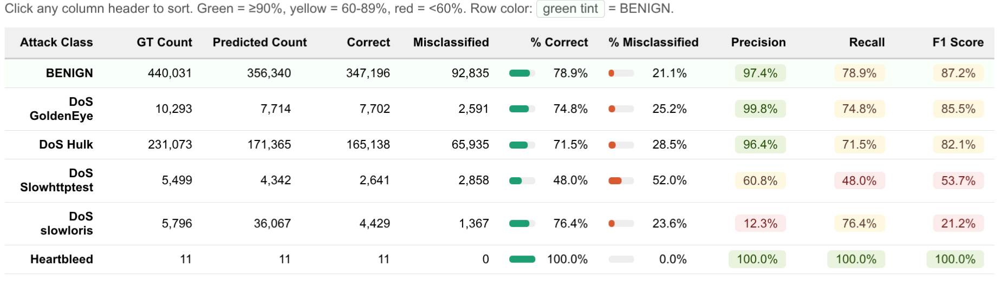 Click any column header to sort. Green = ≥90%, yellow = 60-89%, red = <60%. Row color: green tint = BENIGN.
Attack Class GT Count Predicted Count Correct Misclassified % Correct % Misclassified Precision Recall F1 Score
BENIGN 440,031 356,340 347,196 92,835 78.9% 21.1% 97.4% 78.9% 87.2%
DoS
GoldenEye 10,293 7,714 7,702 2,591 74.8% 25.2% 99.8% 74.8% 85.5%
DoS Hulk 231,073 171,365 165,138 65,935 71.5% 28.5% 96.4% 71.5% 82.1%
DoS
Slowhttptest 5,499 4,342 2,641 2,858 48.0% 52.0% 60.8% 48.0% 53.7%
DoS
slowloris 5,796 36,067 4,429 1,367 76.4% 23.6% 12.3% 76.4% 21.2%
Heartbleed 11 11 11 0 100.0% 0.0% 100.0% 100.0% 100.0%